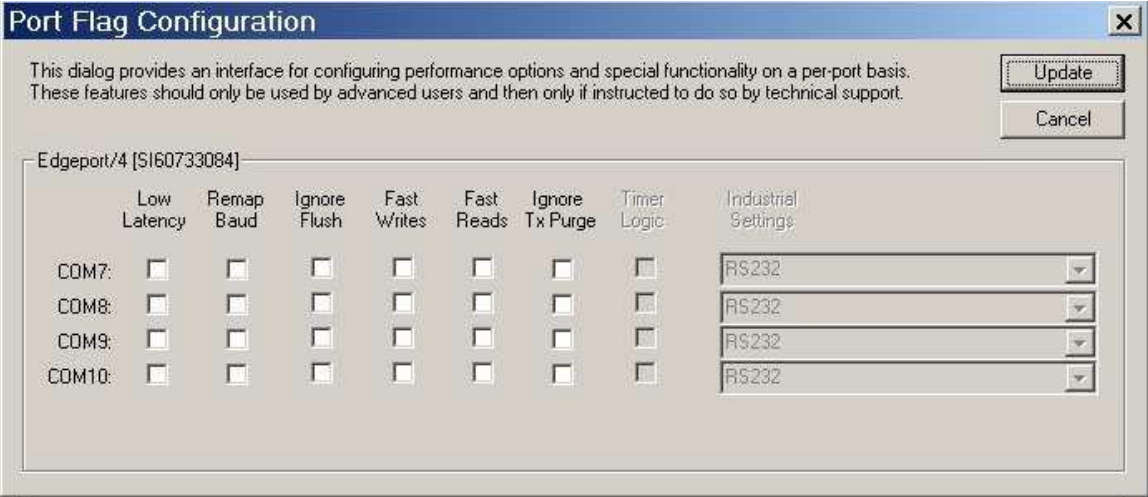 Port Flag Configuration
This dialog provides an interface for configuring performance options and special functionality on a per-port basis.
These features should only be used by advanced users and then only if instructed to do so by technical support.
Update
Cancel
Edgeport/4 [SI60733084]
Low Remap Ignore Fast Fast Ignore Timer Industrial
Latency Baud Flush Writes Reads Tx Purge Logic Settings
COM7: RS232
COM8: RS232
COM9: RS232
COM10: RS232